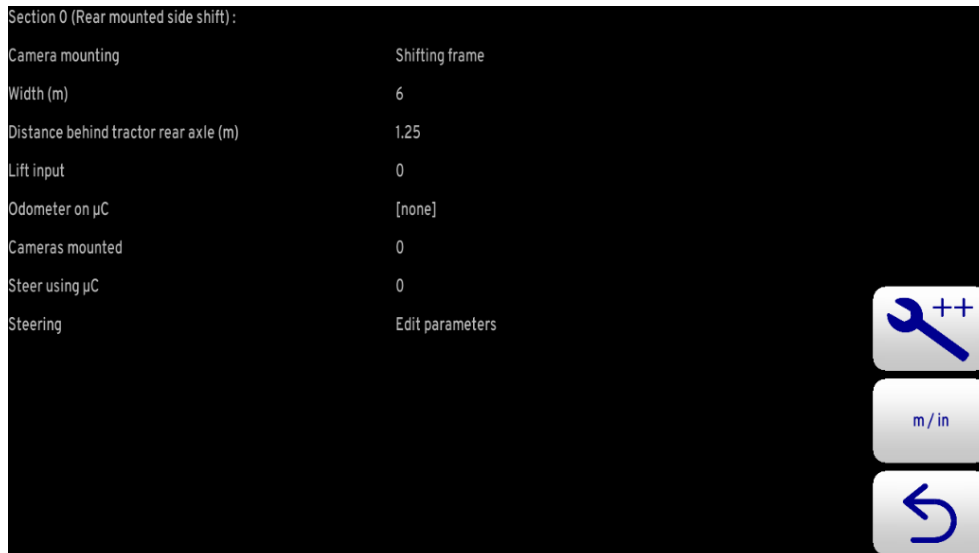 Section 0 (Rear mounted side shift) :
Camera mounting Shifting frame
Width (m) 6
Distance behind tractor rear axle (m) 1.25
Lift input 0
Odometer on µC [none]
Cameras mounted 0
Steer using µC 0
Steering Edit parameters
++
m / in